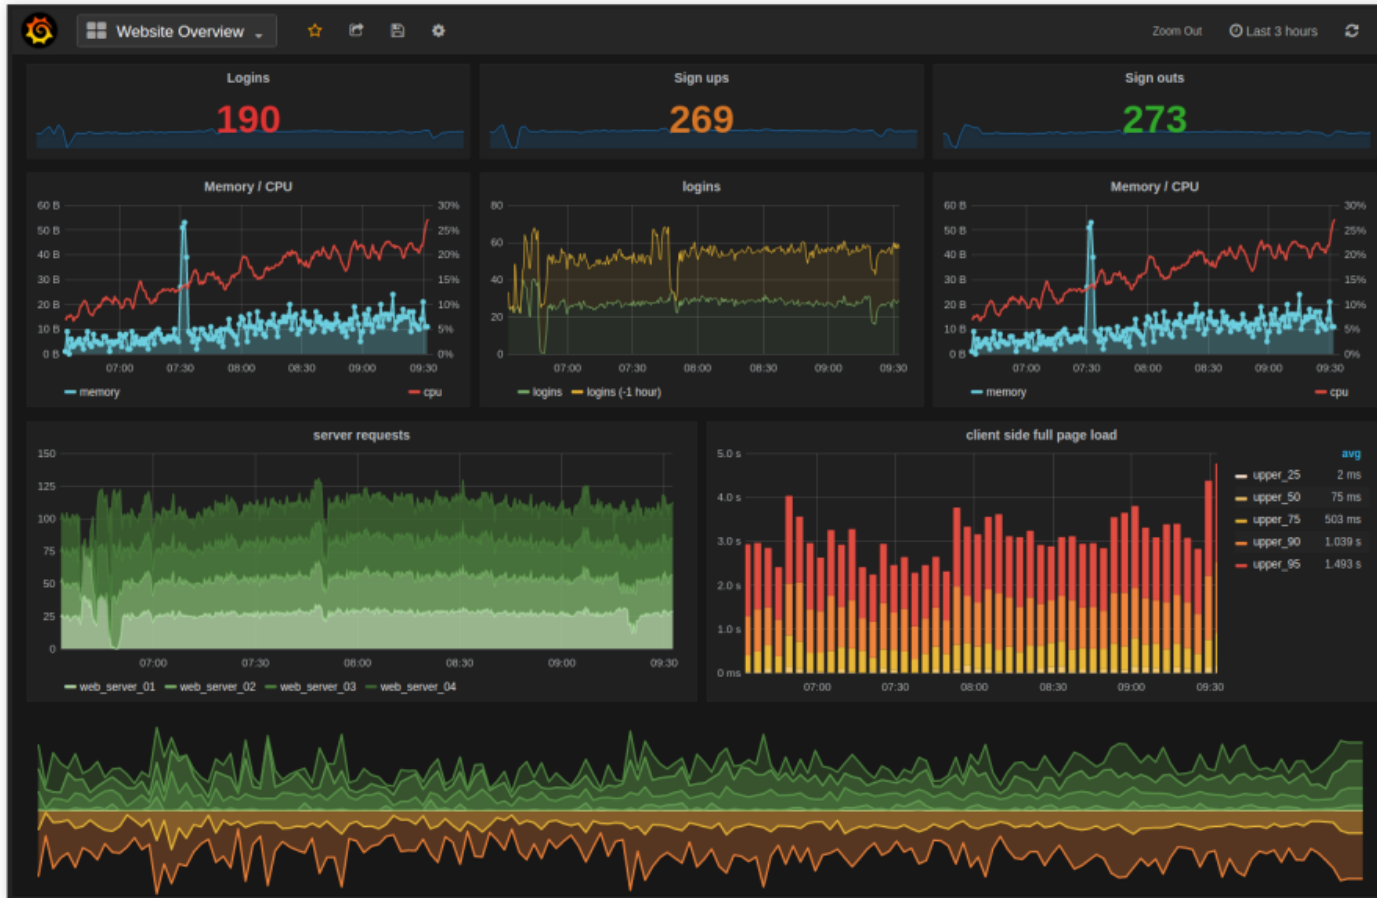 Website Overview
Zoom Out
Last 3 hours
Logins
190
Sign ups
269
Sign outs
273
Memory / CPU
60 B
50 B
40 B
30 B
20 B
10 B
0 B
30%
25%
20%
15%
10%
5%
0%
07:00 07:30 08:00 08:30 09:00 09:30
memory
cpu
logins
80
60
40
20
0
07:00 07:30 08:00 08:30 09:00 09:30
logins logins (-1 hour)
Memory / CPU
60 B
50 B
40 B
30 B
20 B
10 B
0 B
30%
25%
20%
15%
10%
5%
0%
07:00 07:30 08:00 08:30 09:00 09:30
memory
cpu
server requests
150
125
100
75
50
25
0
07:00 07:30 08:00 08:30 09:00 09:30
web_server_01 web_server_02 web_server_03 web_server_04
client side full page load
5.0 s
4.0 s
3.0 s
2.0 s
1.0 s
0 ms
07:00 07:30 08:00 08:30 09:00 09:30
avg
upper_25 2 ms
upper_50 75 ms
upper_75 503 ms
upper_90 1.039 s
upper_95 1.493 s